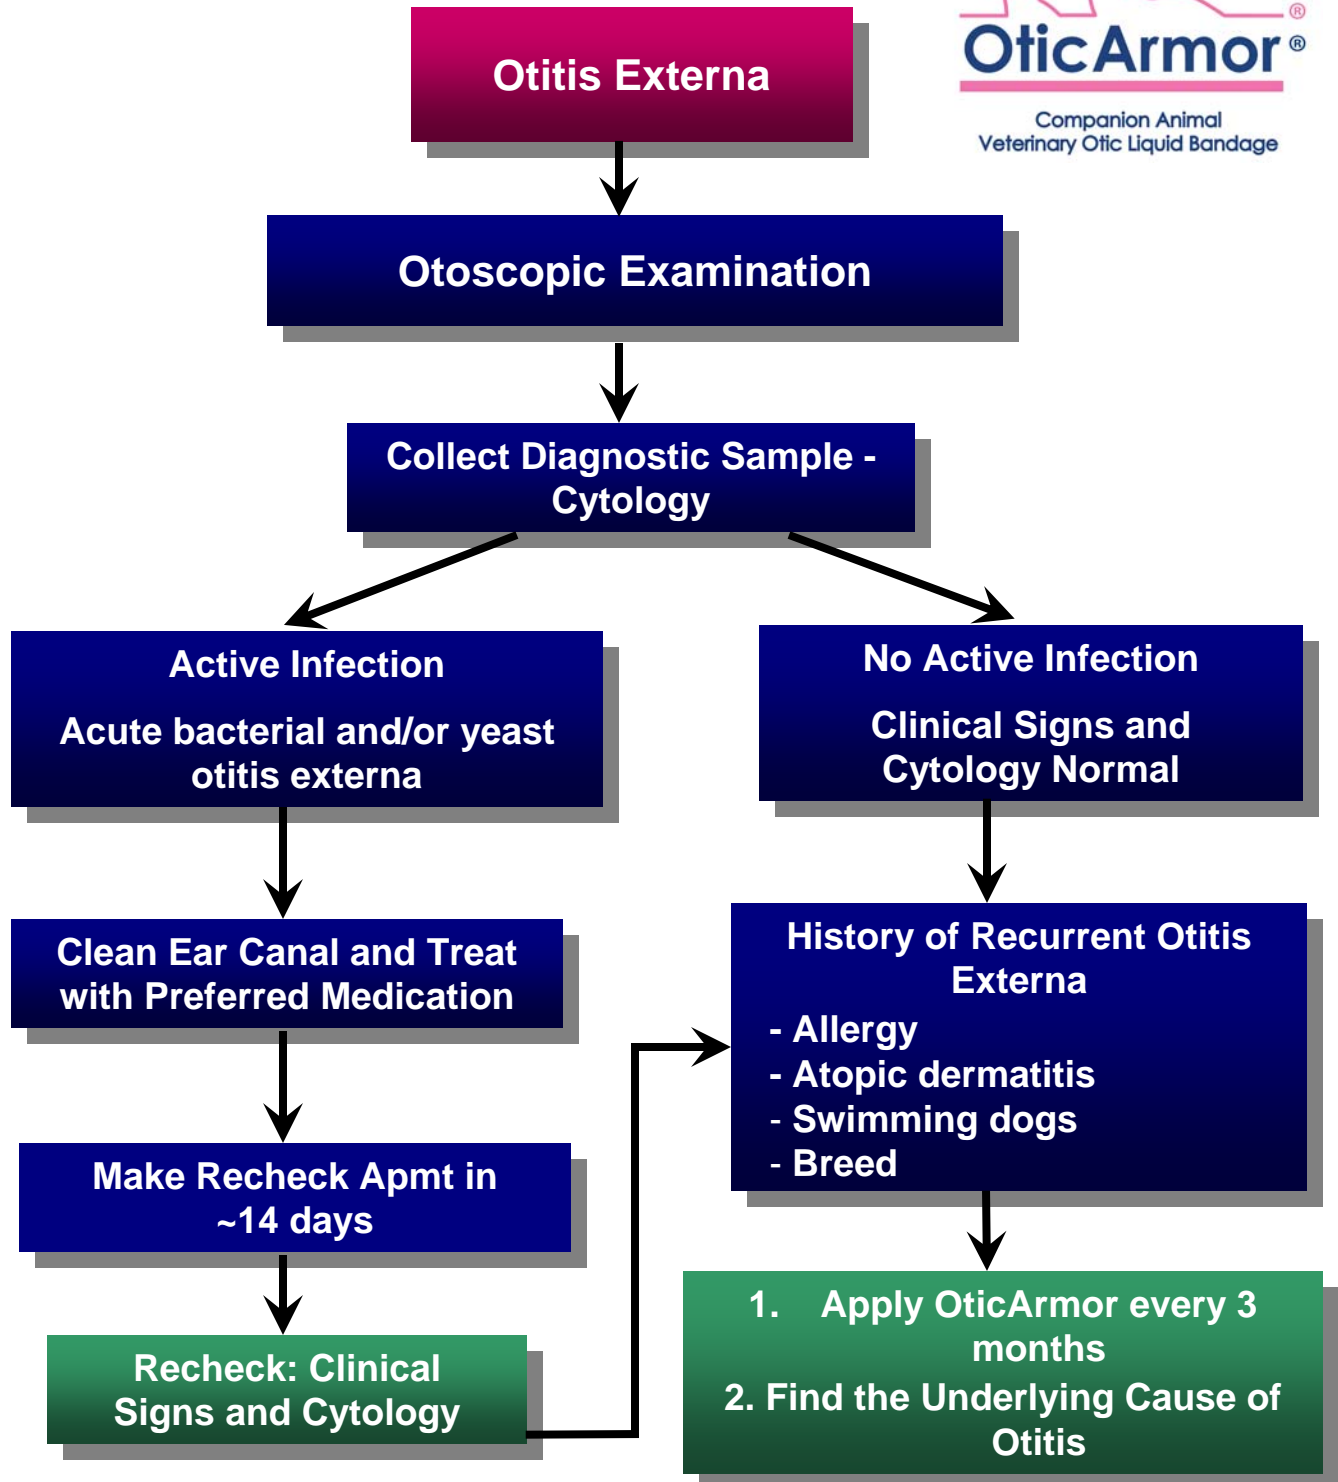 Otitis Externa
®
OticArmor®
Companion Animal
Veterinary Otic Liquid Bandage
Otoscopic Examination
Collect Diagnostic Sample -
Cytology
Active Infection
Acute bacterial and/or yeast
otitis externa
No Active Infection
Clinical Signs and
Cytology Normal
Clean Ear Canal and Treat
with Preferred Medication
History of Recurrent Otitis
Externa
- Allergy
- Atopic dermatitis
- Swimming dogs
- Breed
Make Recheck Apmt in
~14 days
Recheck: Clinical
Signs and Cytology
1. Apply OticArmor every 3
months
2. Find the Underlying Cause of
Otitis